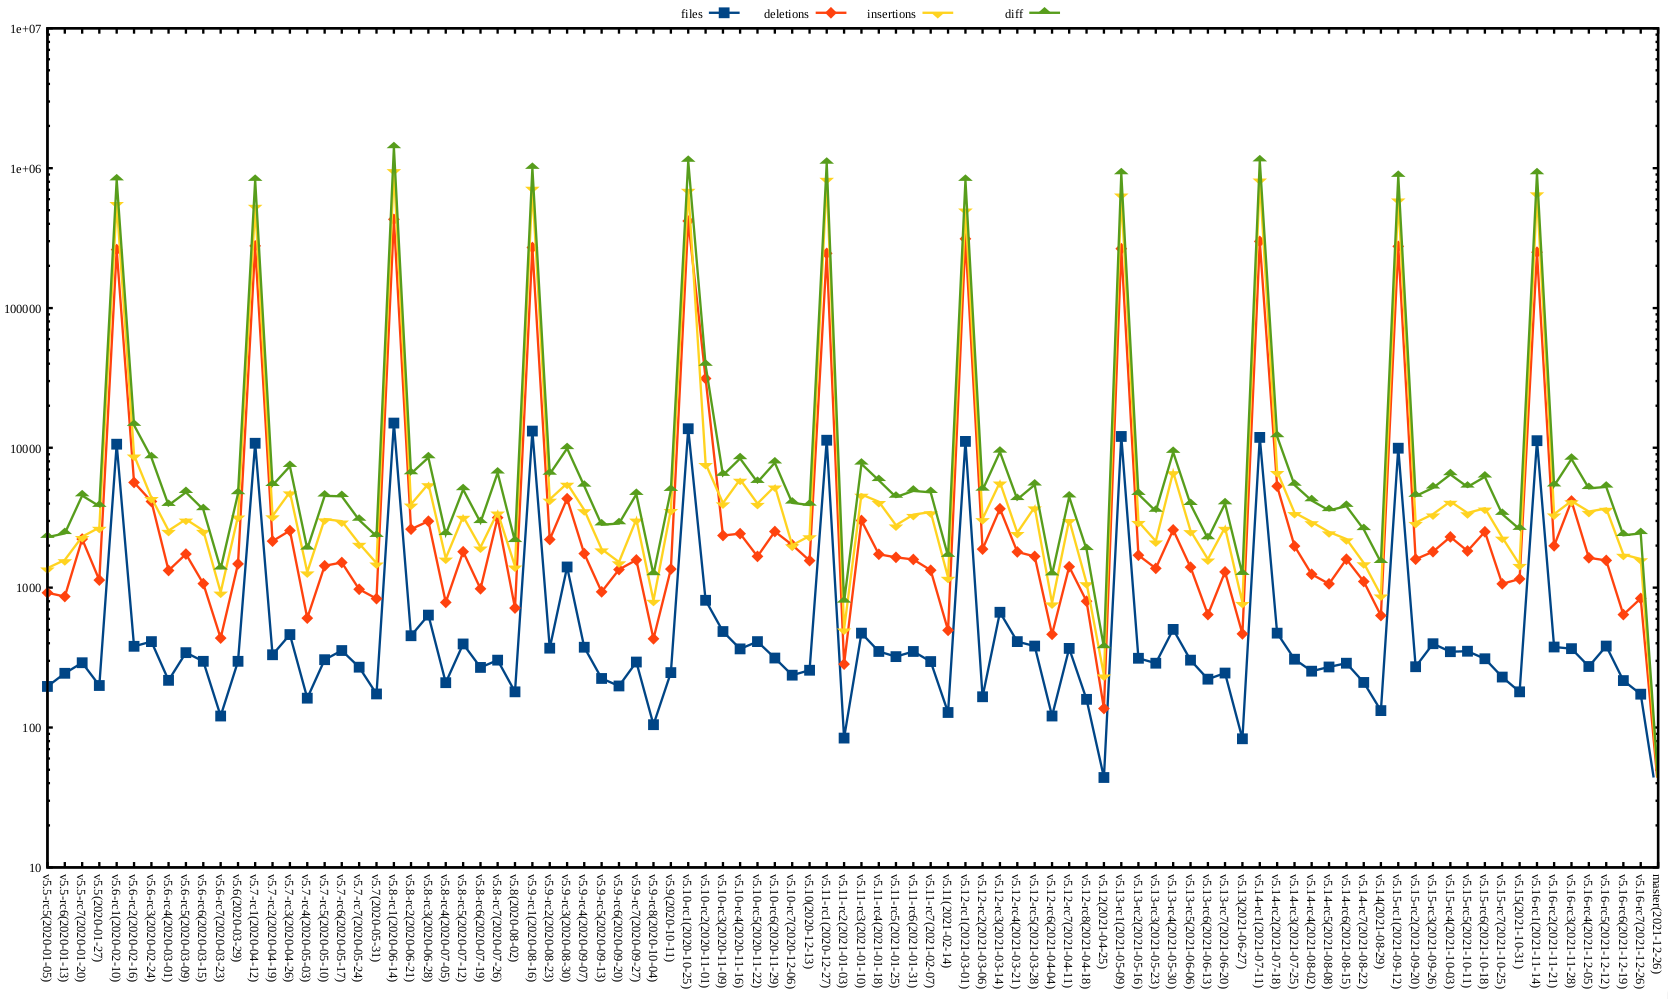 files
deletions
insertions
diff
1e+07
1e+06
100000
10000
1000
100
10
v5.5-rc5(2020-01-05)
v5.5-rc6(2020-01-13)
v5.5-rc7(2020-01-20)
v5.5(2020-01-27)
v5.6-rc1(2020-02-10)
v5.6-rc2(2020-02-16)
v5.6-rc3(2020-02-24)
v5.6-rc4(2020-03-01)
v5.6-rc5(2020-03-09)
v5.6-rc6(2020-03-15)
v5.6-rc7(2020-03-23)
v5.6(2020-03-29)
v5.7-rc1(2020-04-12)
v5.7-rc2(2020-04-19)
v5.7-rc3(2020-04-26)
v5.7-rc4(2020-05-03)
v5.7-rc5(2020-05-10)
v5.7-rc6(2020-05-17)
v5.7-rc7(2020-05-24)
v5.7(2020-05-31)
v5.8-rc1(2020-06-14)
v5.8-rc2(2020-06-21)
v5.8-rc3(2020-06-28)
v5.8-rc4(2020-07-05)
v5.8-rc5(2020-07-12)
v5.8-rc6(2020-07-19)
v5.8-rc7(2020-07-26)
v5.8(2020-08-02)
v5.9-rc1(2020-08-16)
v5.9-rc2(2020-08-23)
v5.9-rc3(2020-08-30)
v5.9-rc4(2020-09-07)
v5.9-rc5(2020-09-13)
v5.9-rc6(2020-09-20)
v5.9-rc7(2020-09-27)
v5.9-rc8(2020-10-04)
v5.9(2020-10-11)
v5.10-rc1(2020-10-25)
v5.10-rc2(2020-11-01)
v5.10-rc3(2020-11-09)
v5.10-rc4(2020-11-16)
v5.10-rc5(2020-11-22)
v5.10-rc6(2020-11-29)
v5.10-rc7(2020-12-06)
v5.10(2020-12-13)
v5.11-rc1(2020-12-27)
v5.11-rc2(2021-01-03)
v5.11-rc3(2021-01-10)
v5.11-rc4(2021-01-18)
v5.11-rc5(2021-01-25)
v5.11-rc6(2021-01-31)
v5.11-rc7(2021-02-07)
v5.11(2021-02-14)
v5.12-rc1(2021-03-01)
v5.12-rc2(2021-03-06)
v5.12-rc3(2021-03-14)
v5.12-rc4(2021-03-21)
v5.12-rc5(2021-03-28)
v5.12-rc6(2021-04-04)
v5.12-rc7(2021-04-11)
v5.12-rc8(2021-04-18)
v5.12(2021-04-25)
v5.13-rc1(2021-05-09)
v5.13-rc2(2021-05-16)
v5.13-rc3(2021-05-23)
v5.13-rc4(2021-05-30)
v5.13-rc5(2021-06-06)
v5.13-rc6(2021-06-13)
v5.13-rc7(2021-06-20)
v5.13(2021-06-27)
v5.14-rc1(2021-07-11)
v5.14-rc2(2021-07-18)
v5.14-rc3(2021-07-25)
v5.14-rc4(2021-08-02)
v5.14-rc5(2021-08-08)
v5.14-rc6(2021-08-15)
v5.14-rc7(2021-08-22)
v5.14(2021-08-29)
v5.15-rc1(2021-09-12)
v5.15-rc2(2021-09-20)
v5.15-rc3(2021-09-26)
v5.15-rc4(2021-10-03)
v5.15-rc5(2021-10-11)
v5.15-rc6(2021-10-18)
v5.15-rc7(2021-10-25)
v5.15(2021-10-31)
v5.16-rc1(2021-11-14)
v5.16-rc2(2021-11-21)
v5.16-rc3(2021-11-28)
v5.16-rc4(2021-12-05)
v5.16-rc5(2021-12-12)
v5.16-rc6(2021-12-19)
v5.16-rc7(2021-12-26)
master(2021-12-26)